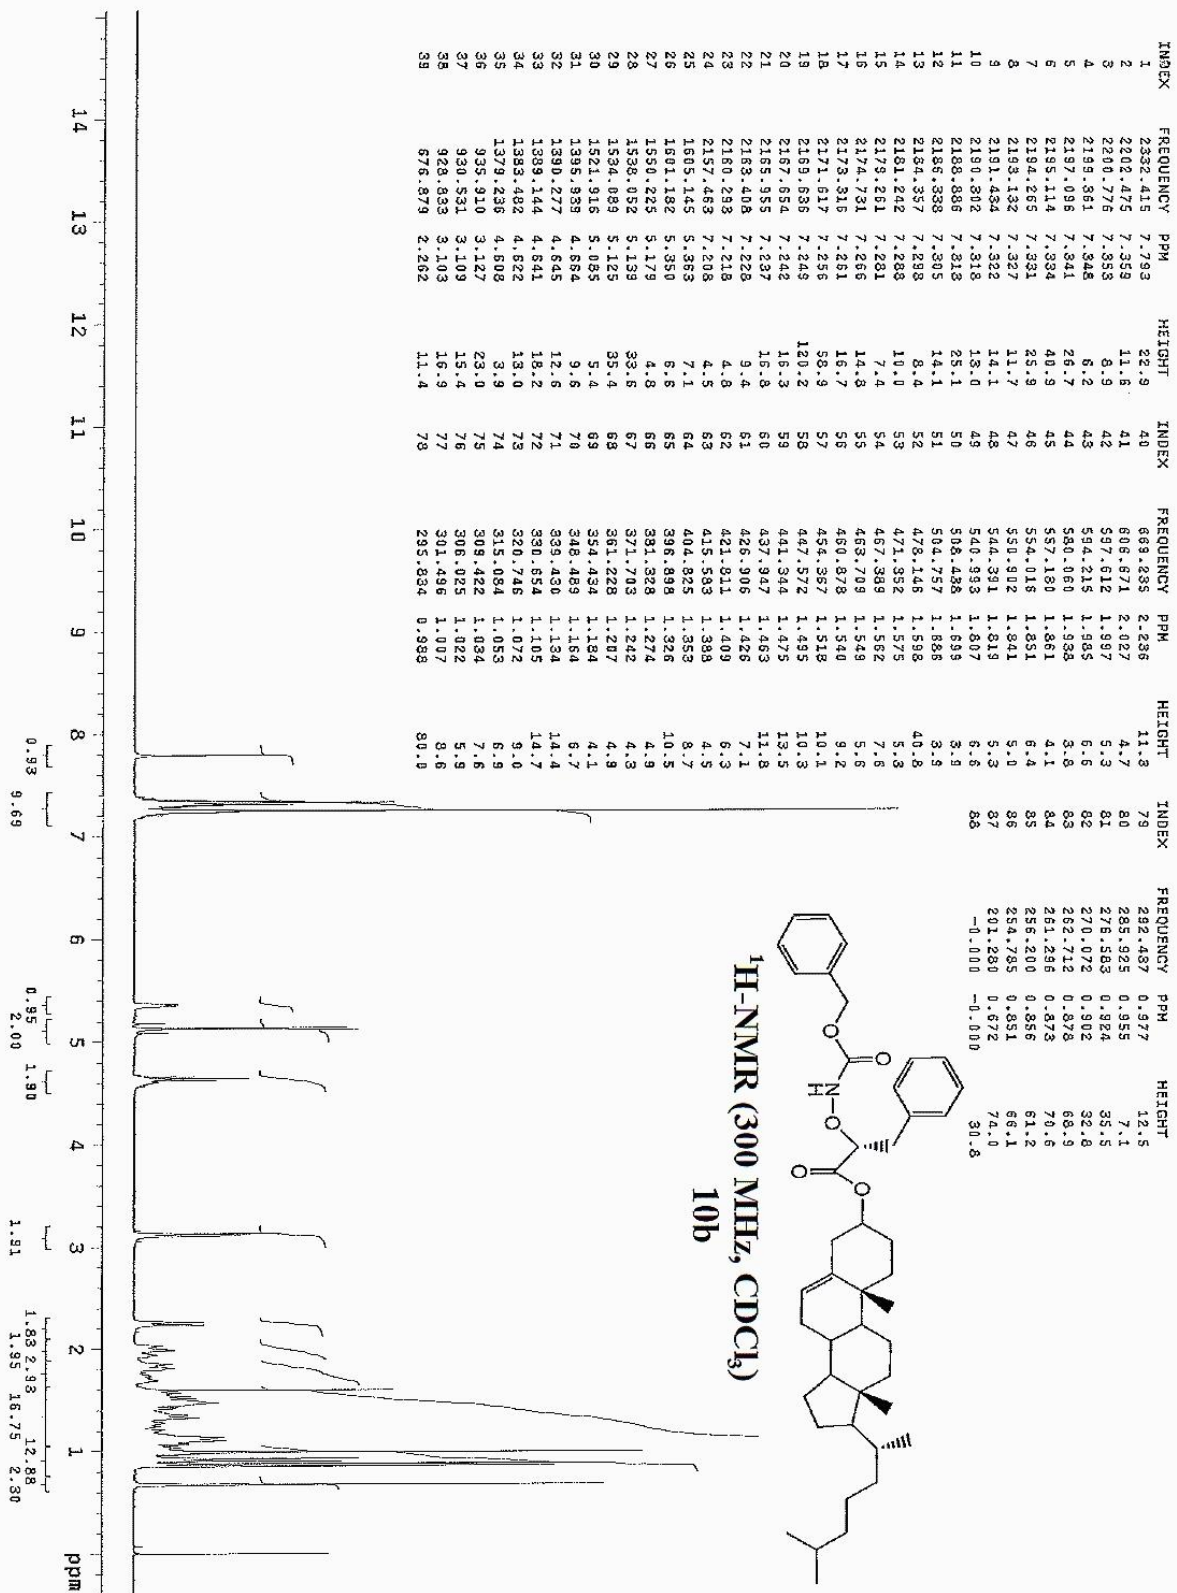 INDEX FREQUENCY PPM HEIGHT INDEX FREQUENCY PPM HEIGHT INDEX FREQUENCY PPM HEIGHT
1 2332.415 7.793 22.9 40 669.235 2.236 11.3 79 292.437 0.977 12.5
2 2202.475 7.359 11.6 41 606.671 2.027 4.7 80 285.925 0.955 7.1
3 2200.776 7.353 8.9 42 597.612 1.997 5.3 81 276.583 0.924 35.5
4 2199.361 7.348 6.2 43 594.215 1.985 6.6 82 270.072 0.902 32.8
5 2197.096 7.341 26.7 44 580.060 1.938 3.8 83 262.712 0.878 68.9
6 2195.114 7.334 40.9 45 557.180 1.861 4.1 84 261.296 0.873 70.6
7 2194.265 7.331 25.9 46 554.016 1.851 6.4 85 256.200 0.856 61.2
8 2193.132 7.327 11.7 47 550.902 1.841 5.0 86 254.785 0.851 66.1
9 2191.434 7.322 14.1 48 544.391 1.819 5.3 87 201.280 0.672 74.0
10 2190.302 7.318 13.0 49 540.993 1.807 6.6 88 -0.000 -0.000 30.8
11 2188.886 7.313 25.1 50 508.438 1.699 3.9
12 2186.338 7.305 14.1 51 504.757 1.686 3.9
13 2184.357 7.298 8.4 52 478.146 1.598 40.8
14 2181.242 7.288 10.0 53 471.352 1.575 5.3
15 2179.261 7.281 7.4 54 467.389 1.562 7.6
16 2174.731 7.266 14.8 55 463.709 1.549 5.6
17 2173.316 7.261 16.7 56 460.878 1.540 9.2
18 2171.617 7.256 58.9 57 454.367 1.518 10.1
19 2169.636 7.249 120.2 58 447.572 1.495 10.3
20 2167.654 7.242 16.3 59 441.344 1.475 13.5
21 2165.955 7.237 16.8 60 437.947 1.463 11.8
22 2163.408 7.228 9.4 61 426.906 1.426 7.1
23 2160.293 7.218 4.8 62 421.811 1.409 6.3
24 2157.463 7.208 4.5 63 415.583 1.388 4.5
25 1605.145 5.363 7.1 64 404.825 1.353 8.7
26 1601.182 5.350 6.6 65 396.898 1.326 10.5
27 1550.225 5.179 4.8 66 381.328 1.274 4.9
28 1538.052 5.139 33.6 67 371.703 1.242 4.3
29 1534.089 5.125 35.4 68 361.228 1.207 4.9
30 1521.916 5.085 5.4 69 354.434 1.184 4.1
31 1395.939 4.664 9.6 70 348.489 1.164 6.7
32 1390.277 4.645 12.6 71 339.430 1.134 14.4
33 1389.144 4.641 18.2 72 330.654 1.105 14.7
34 1383.482 4.622 13.0 73 320.746 1.072 9.0
35 1379.236 4.608 3.9 74 315.084 1.053 6.9
36 935.910 3.127 23.0 75 309.422 1.034 7.6
37 930.531 3.109 15.4 76 306.025 1.022 5.9
38 928.833 3.103 16.9 77 301.496 1.007 8.6
39 676.879 2.262 11.4 78 295.834 0.988 80.0
O O N H O O O
¹H-NMR (300 MHz, CDCl₃)
10b
14 13 12 11 10 9 8 7 6 5 4 3 2 1 ppm
0.93 9.69 0.95 2.00 1.90 1.91 1.83 1.95 2.93 16.75 12.88 2.30